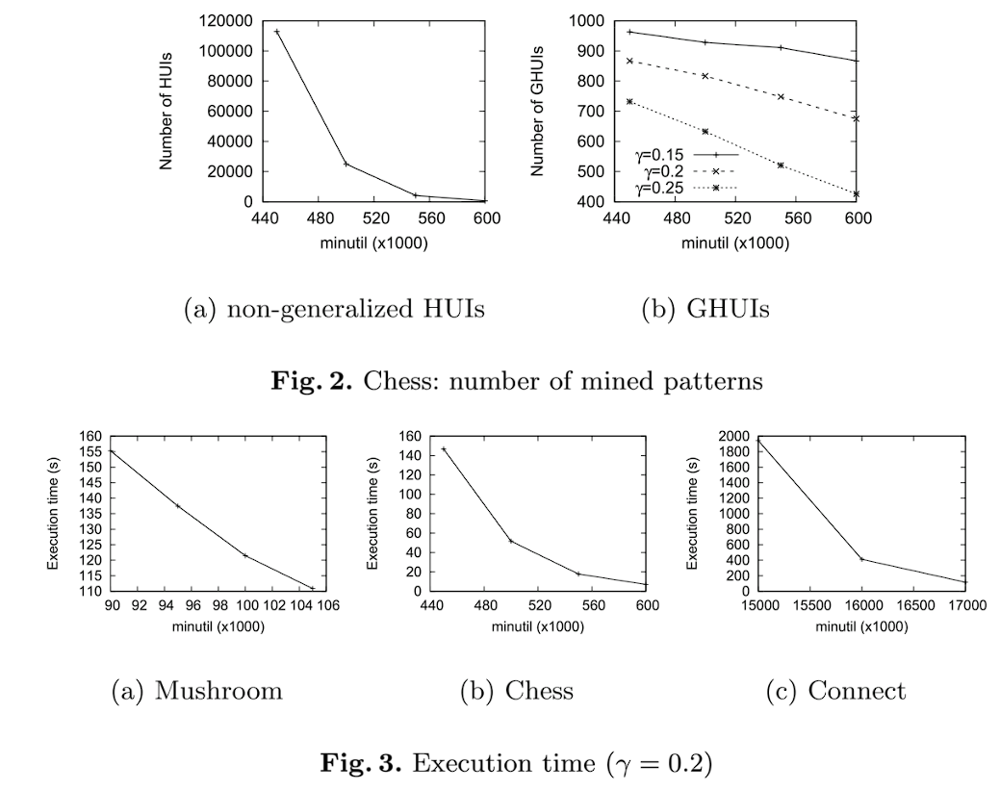 Number of HUIs
120000
100000
80000
60000
40000
20000
0
440 480 520 560 600
minutil (x1000)
Number of GHUIs
1000
900
800
700
600
500
400
γ=0.15
γ=0.2
γ=0.25
440 480 520 560 600
minutil (x1000)
(a) non-generalized HUIs
(b) GHUIs
Fig. 2. Chess: number of mined patterns
Execution time (s)
160
155
150
145
140
135
130
125
120
115
110
90 92 94 96 98 100 102 104 106
minutil (x1000)
Execution time (s)
160
140
120
100
80
60
40
20
0
440 480 520 560 600
minutil (x1000)
Execution time (s)
2000
1800
1600
1400
1200
1000
800
600
400
200
0
15000 15500 16000 16500 17000
minutil (x1000)
(a) Mushroom
(b) Chess
(c) Connect
Fig. 3. Execution time (γ = 0.2)